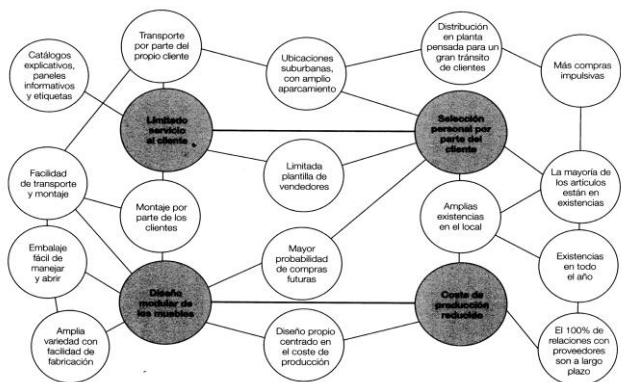 Catálogos
explicativos,
paneles
informativos
y etiquetas
Transporte
por parte del
propio cliente
Ubicaciones
suburbanas,
con amplio
aparcamiento
Distribución
en planta
pensada para un
gran tránsito
de clientes
Más compras
impulsivas
Limitado
servicio
al cliente
Selección
personal por
parte del
cliente
Facilidad
de transporte
y montaje
Limitada
plantilla de
vendedores
La mayoría de
los artículos
están en
existencias
Montaje por
parte de los
clientes
Amplias
existencias
en el local
Embalaje
fácil de
manejar
y abrir
Mayor
probabilidad
de compras
futuras
Existencias
en todo
el año
Diseño
modular de
los muebles
Coste de
producción
reducido
Amplia
variedad con
facilidad de
fabricación
Diseño propio
centrado en
el coste de
producción
El 100% de
relaciones con
proveedores
son a largo
plazo